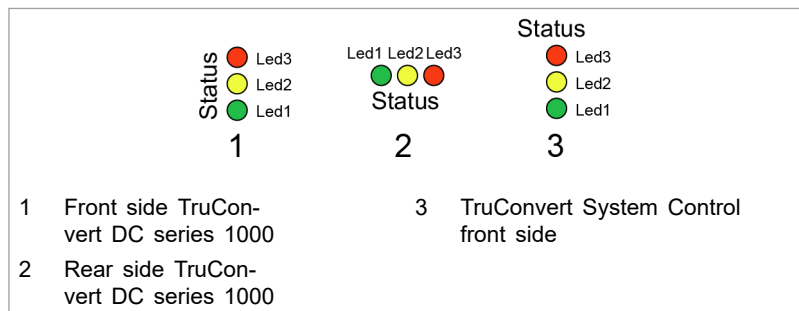 Status
Led3
Led2
Led1
1
Led1 Led2 Led3
Status
2
Status
Led3
Led2
Led1
3
1 Front side TruCon-
vert DC series 1000
2 Rear side TruCon-
vert DC series 1000
3 TruConvert System Control
front side